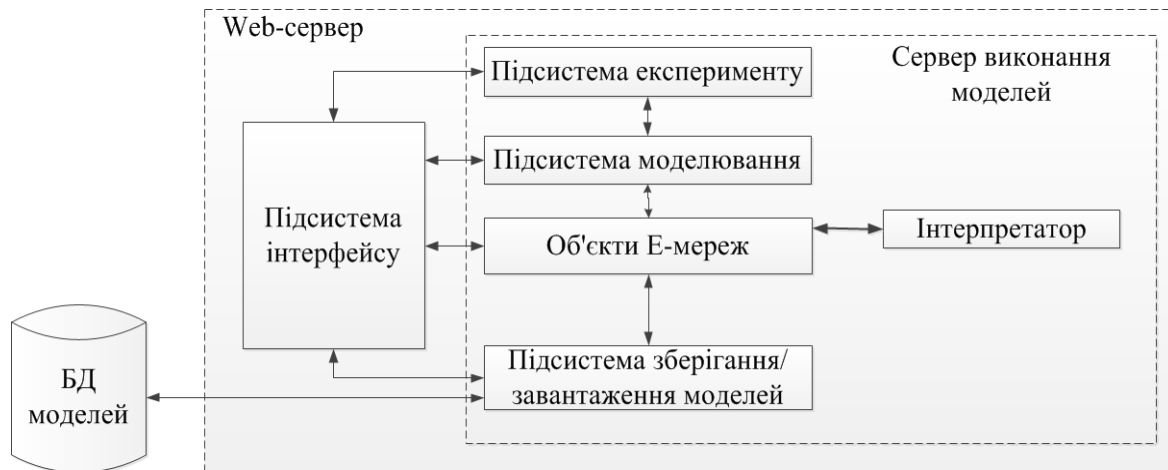 Web-сервер
Підсистема експерименту
Сервер виконання
моделей
Підсистема моделювання
Підсистема
інтерфейсу
Об'єкти Е-мереж
Інтерпретатор
Підсистема зберігання/
завантаження моделей
БД
моделей